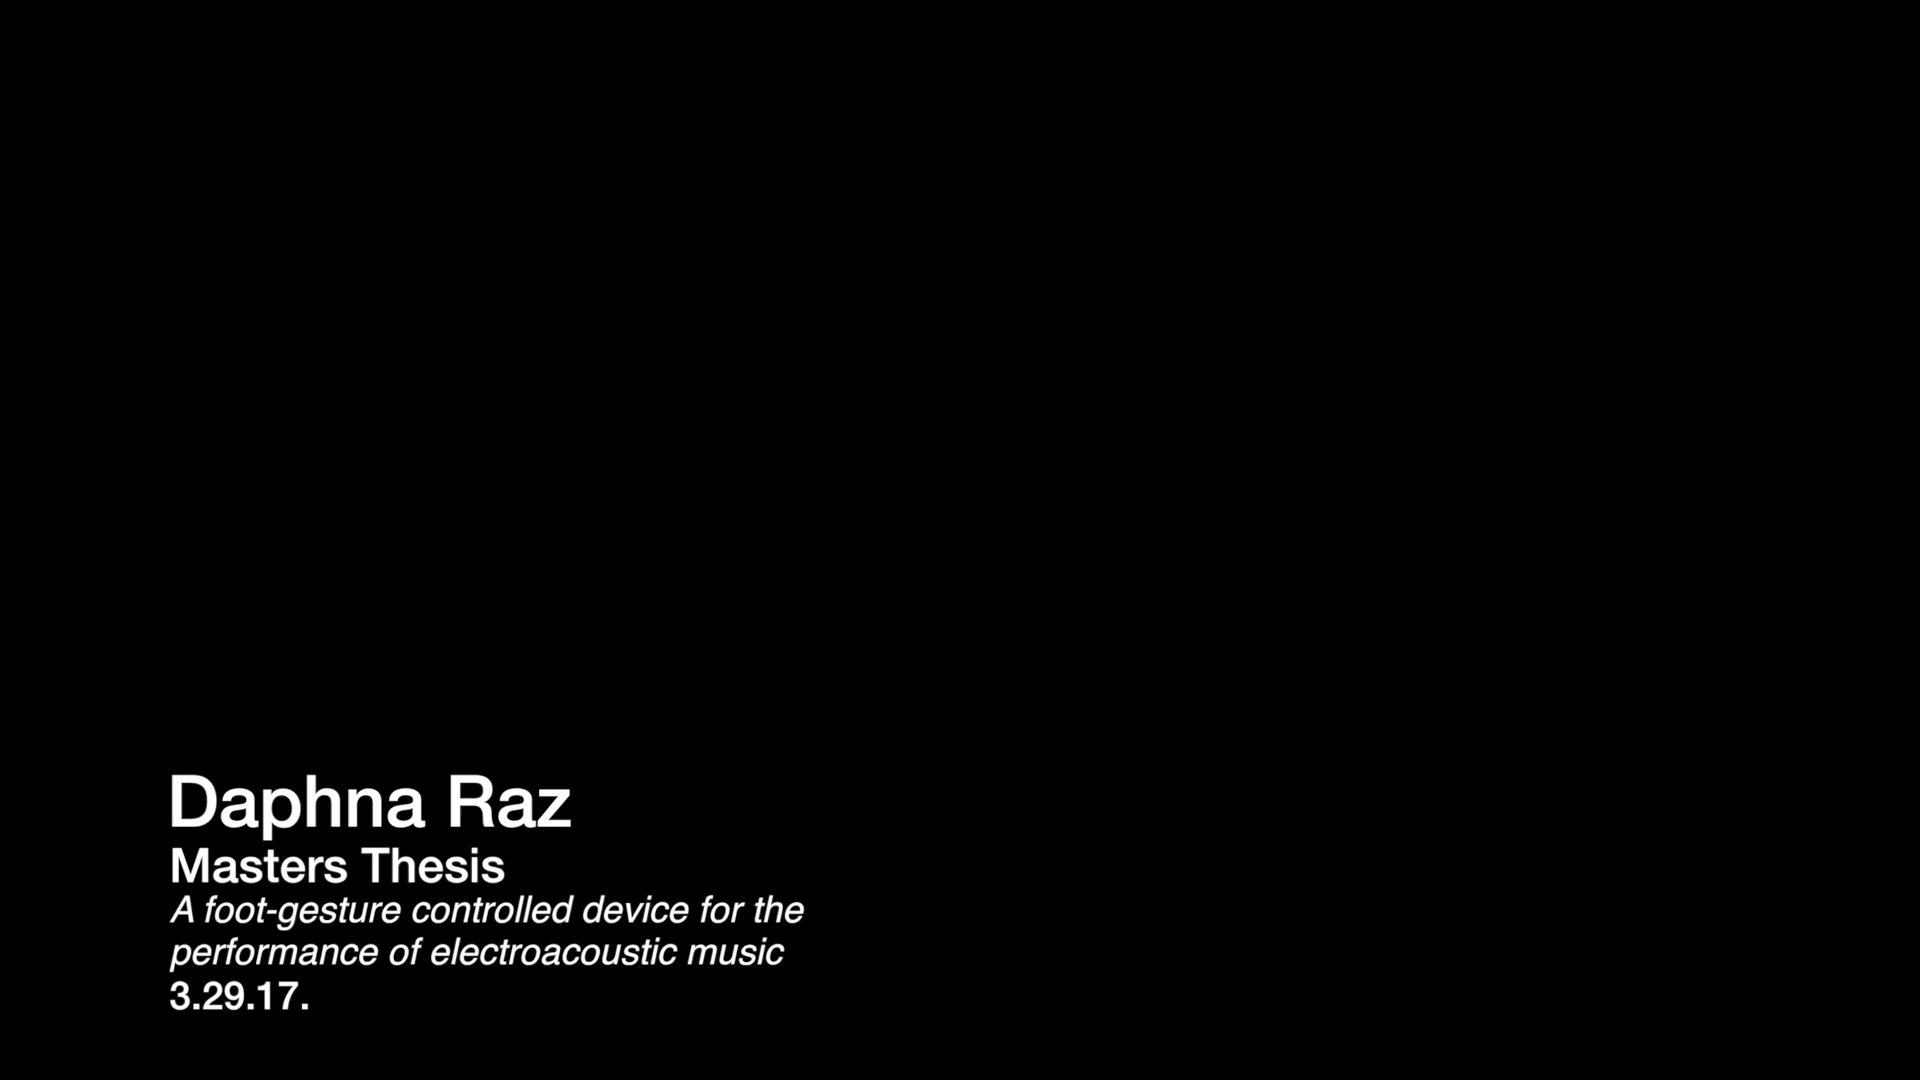 Daphna Raz
Masters Thesis
A foot-gesture controlled device for the
performance of electroacoustic music
3.29.17.